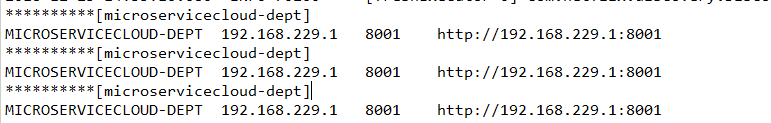 **********[microservicecloud-dept]
MICROSERVICECLOUD-DEPT  192.168.229.1   8001    http://192.168.229.1:8001
**********[microservicecloud-dept]
MICROSERVICECLOUD-DEPT  192.168.229.1   8001    http://192.168.229.1:8001
**********[microservicecloud-dept]
MICROSERVICECLOUD-DEPT  192.168.229.1   8001    http://192.168.229.1:8001